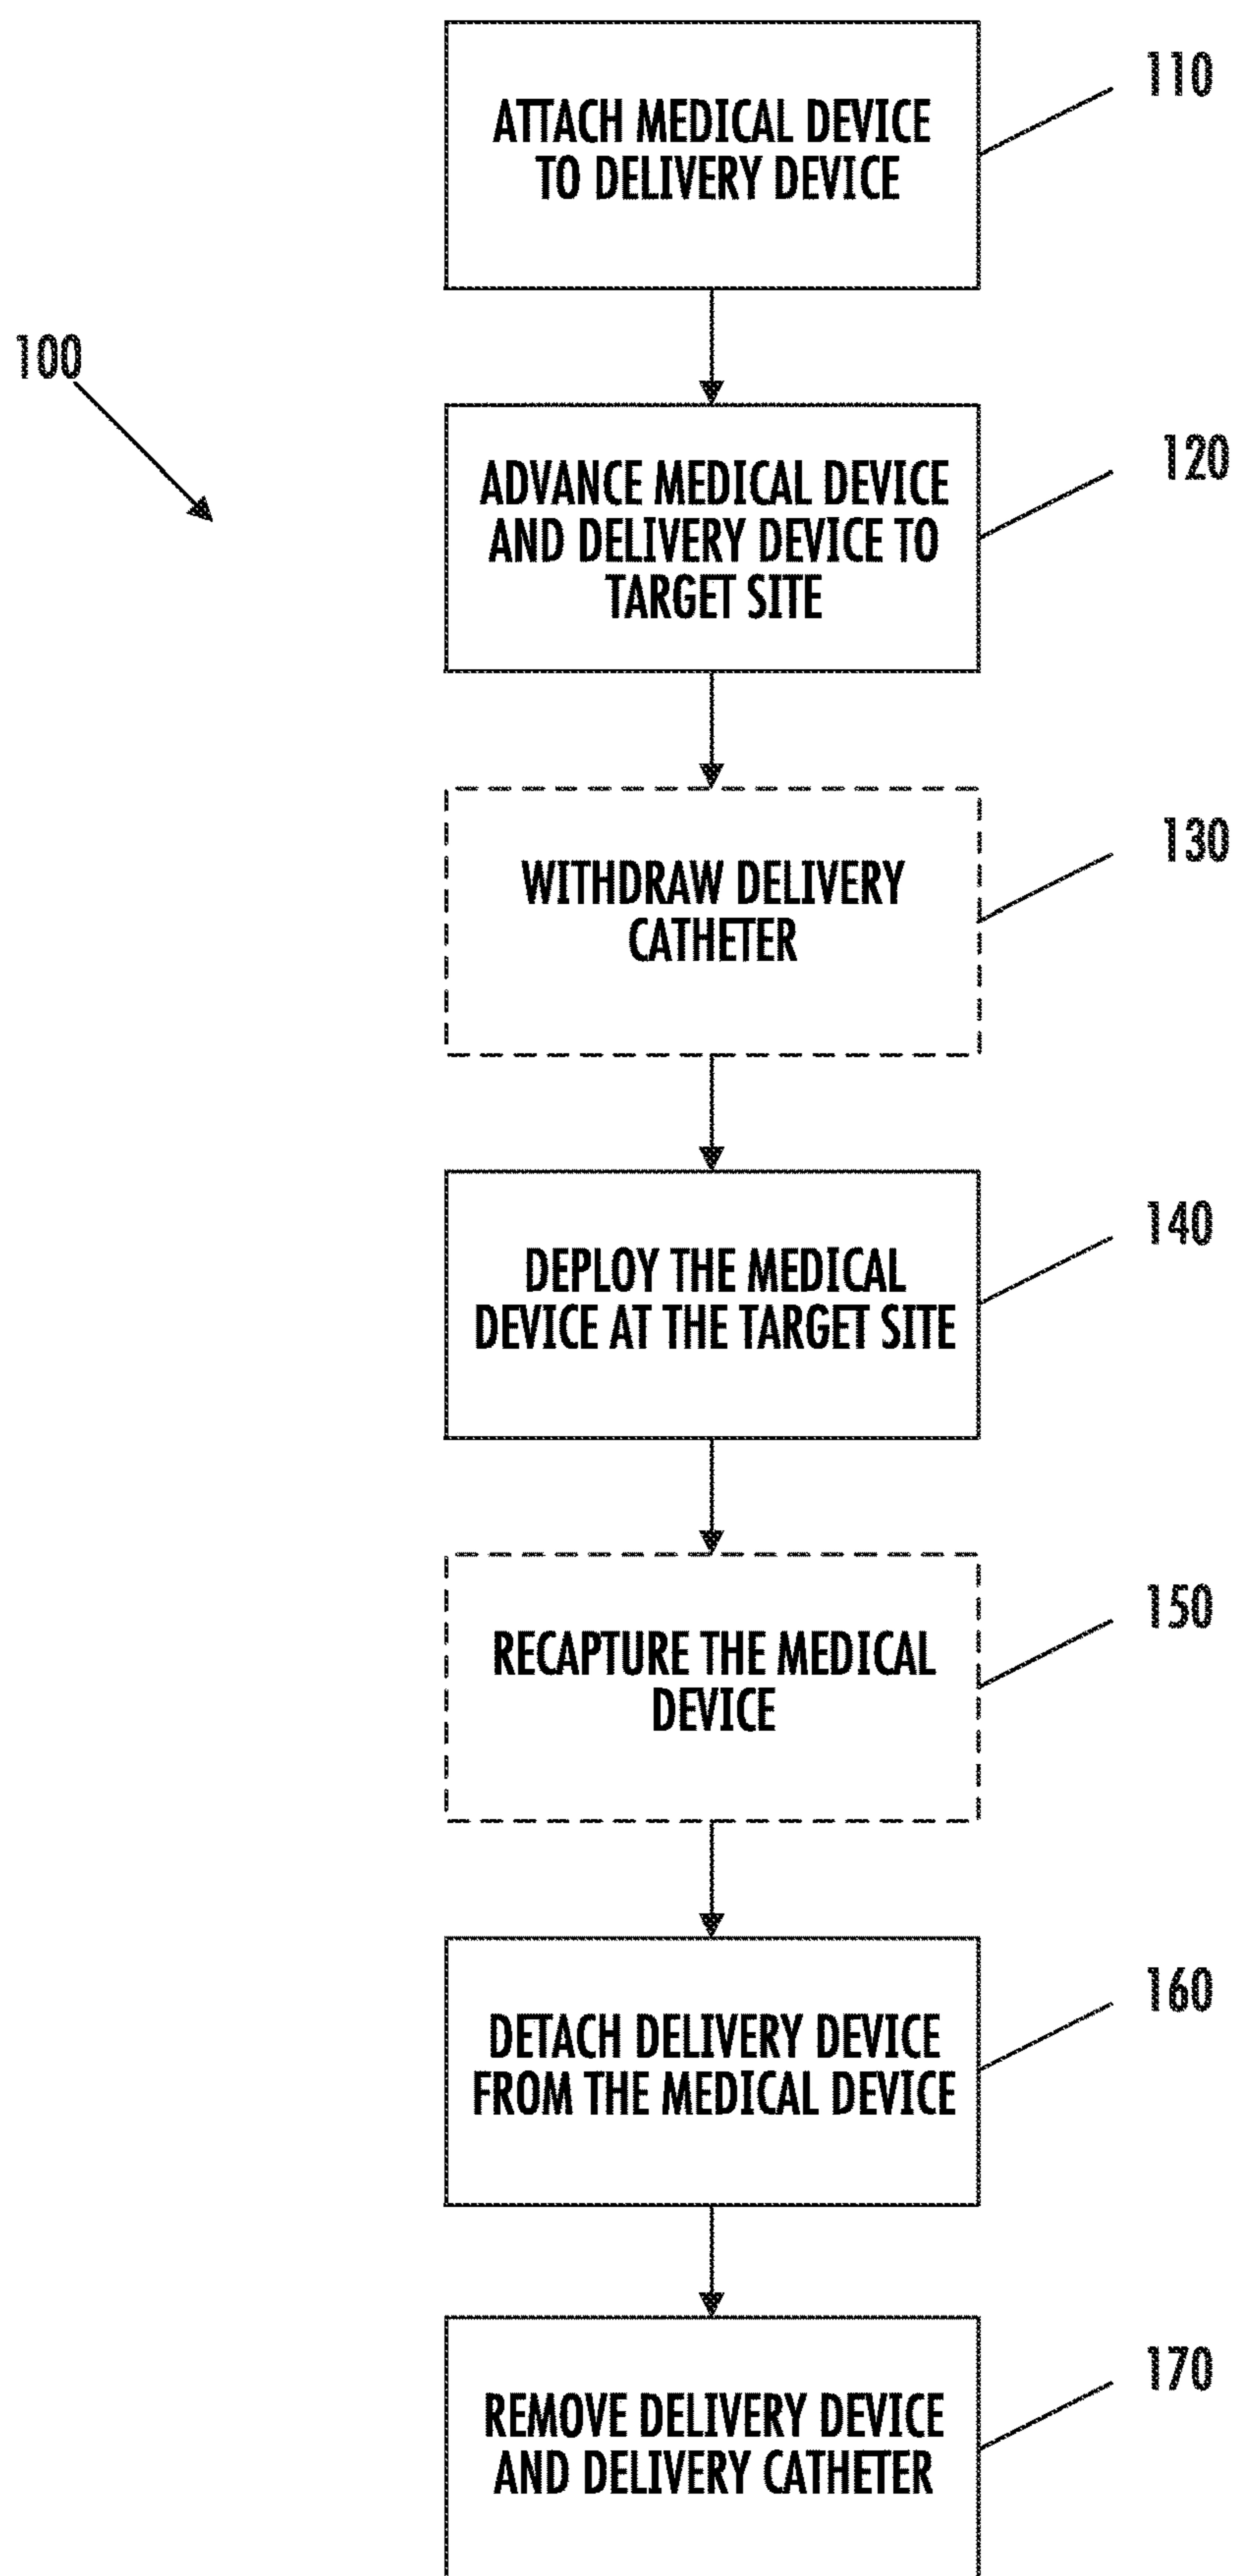 110
ATTACH MEDICAL DEVICE
TO DELIVERY DEVICE
100
120
ADVANCE MEDICAL DEVICE
AND DELIVERY DEVICE TO
TARGET SITE
130
WITHDRAW DELIVERY
CATHETER
140
DEPLOY THE MEDICAL
DEVICE AT THE TARGET SITE
150
RECAPTURE THE MEDICAL
DEVICE
160
DETACH DELIVERY DEVICE
FROM THE MEDICAL DEVICE
170
REMOVE DELIVERY DEVICE
AND DELIVERY CATHETER